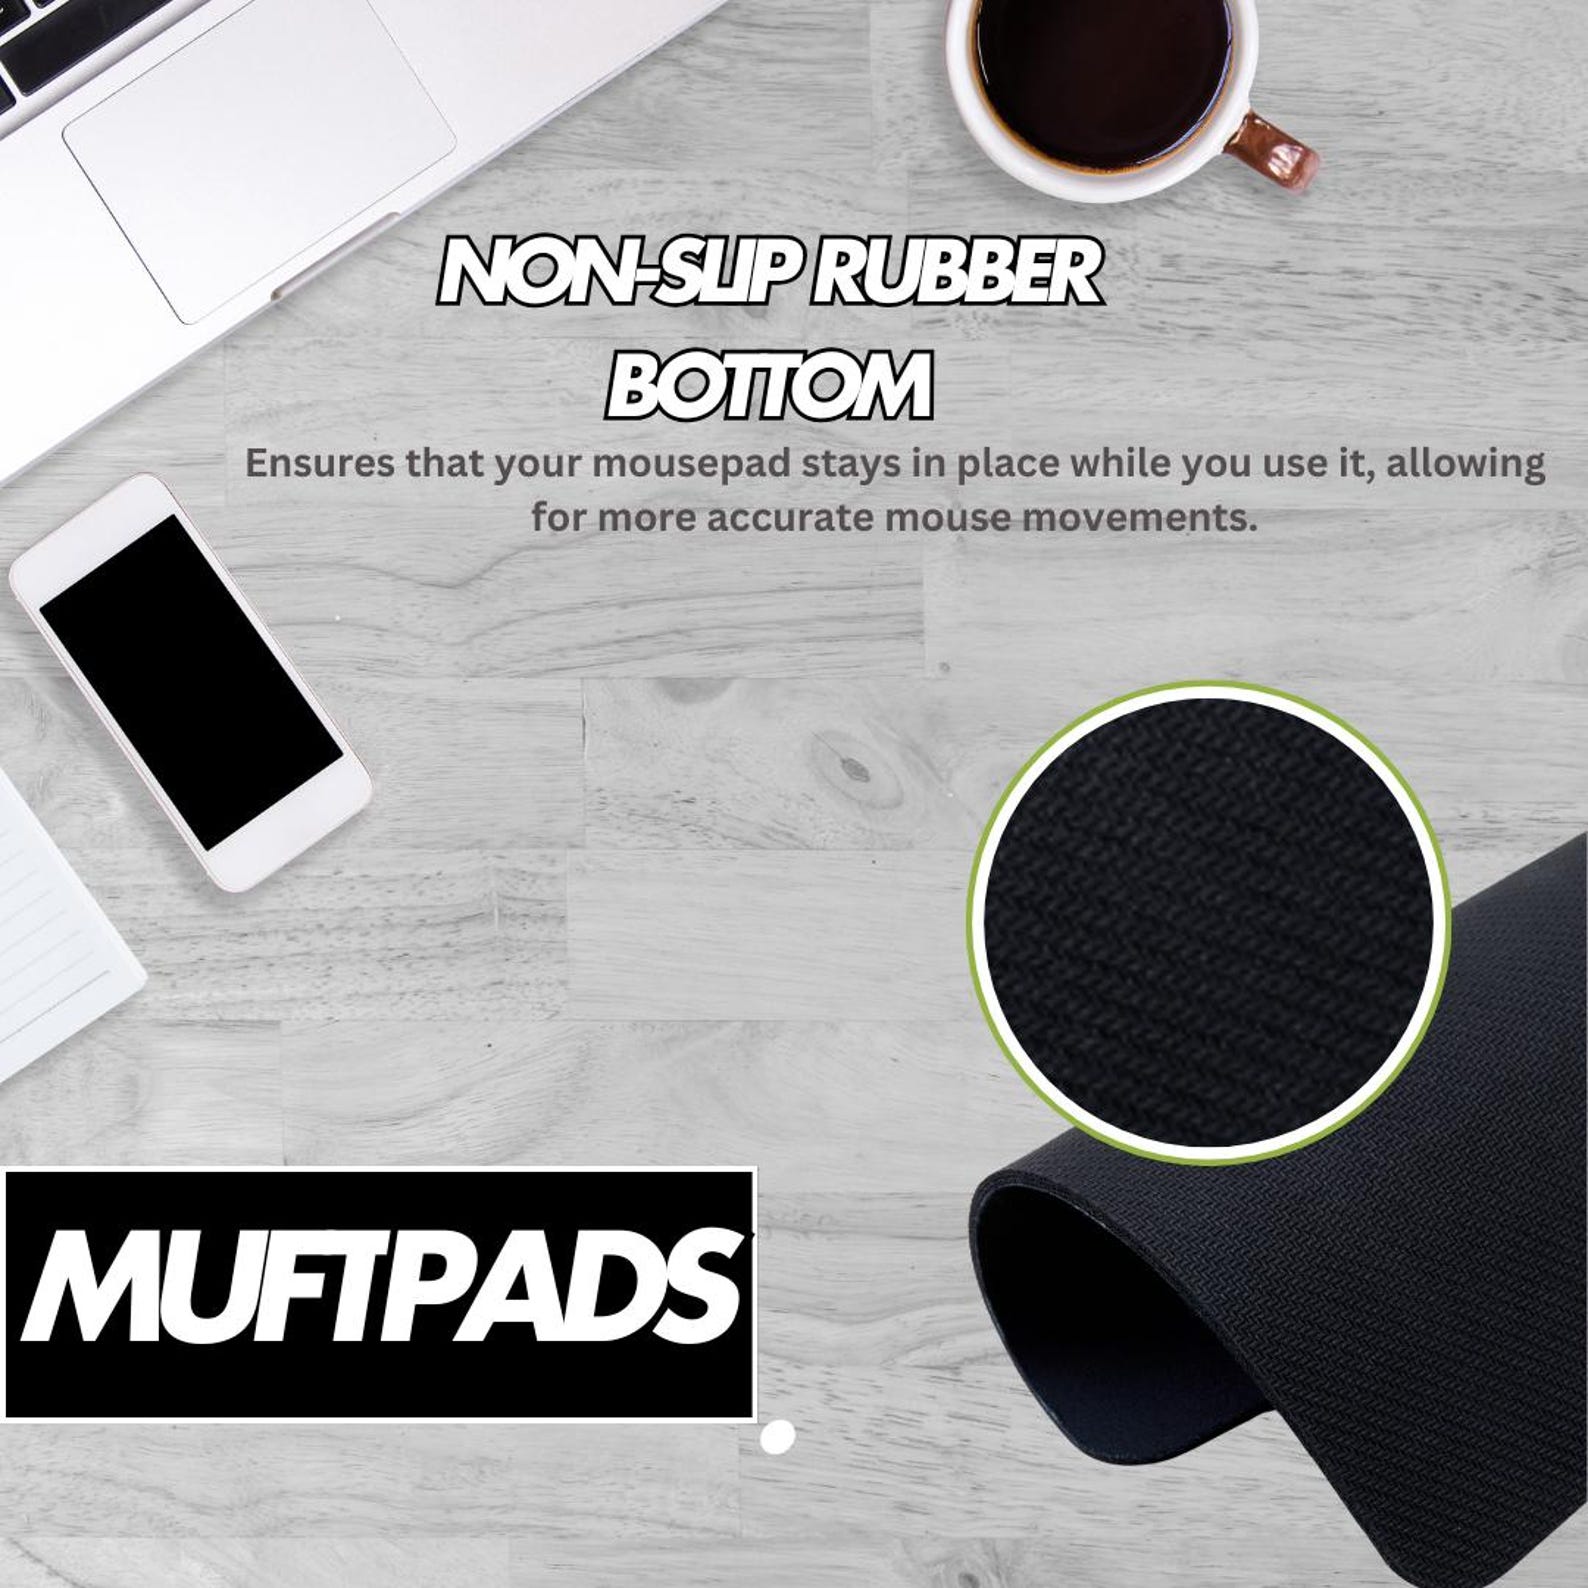 NON-SLIP RUBBER
BOTTOM
Ensures that your mousepad stays in place while you use it, allowing
for more accurate mouse movements.
MUFTPADS